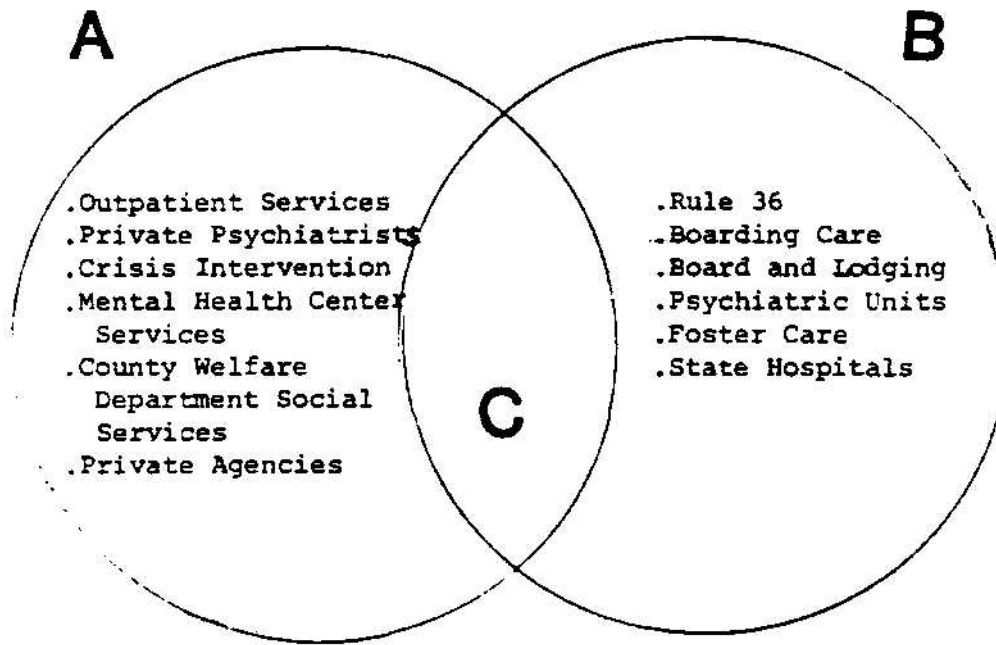 A
B
.Outpatient Services
.Private Psychiatrists
.Crisis Intervention
.Mental Health Center
Services
.County Welfare
Department Social
Services
.Private Agencies
C
.Rule 36
.Boarding Care
.Board and Lodging
.Psychiatric Units
.Foster Care
.State Hospitals